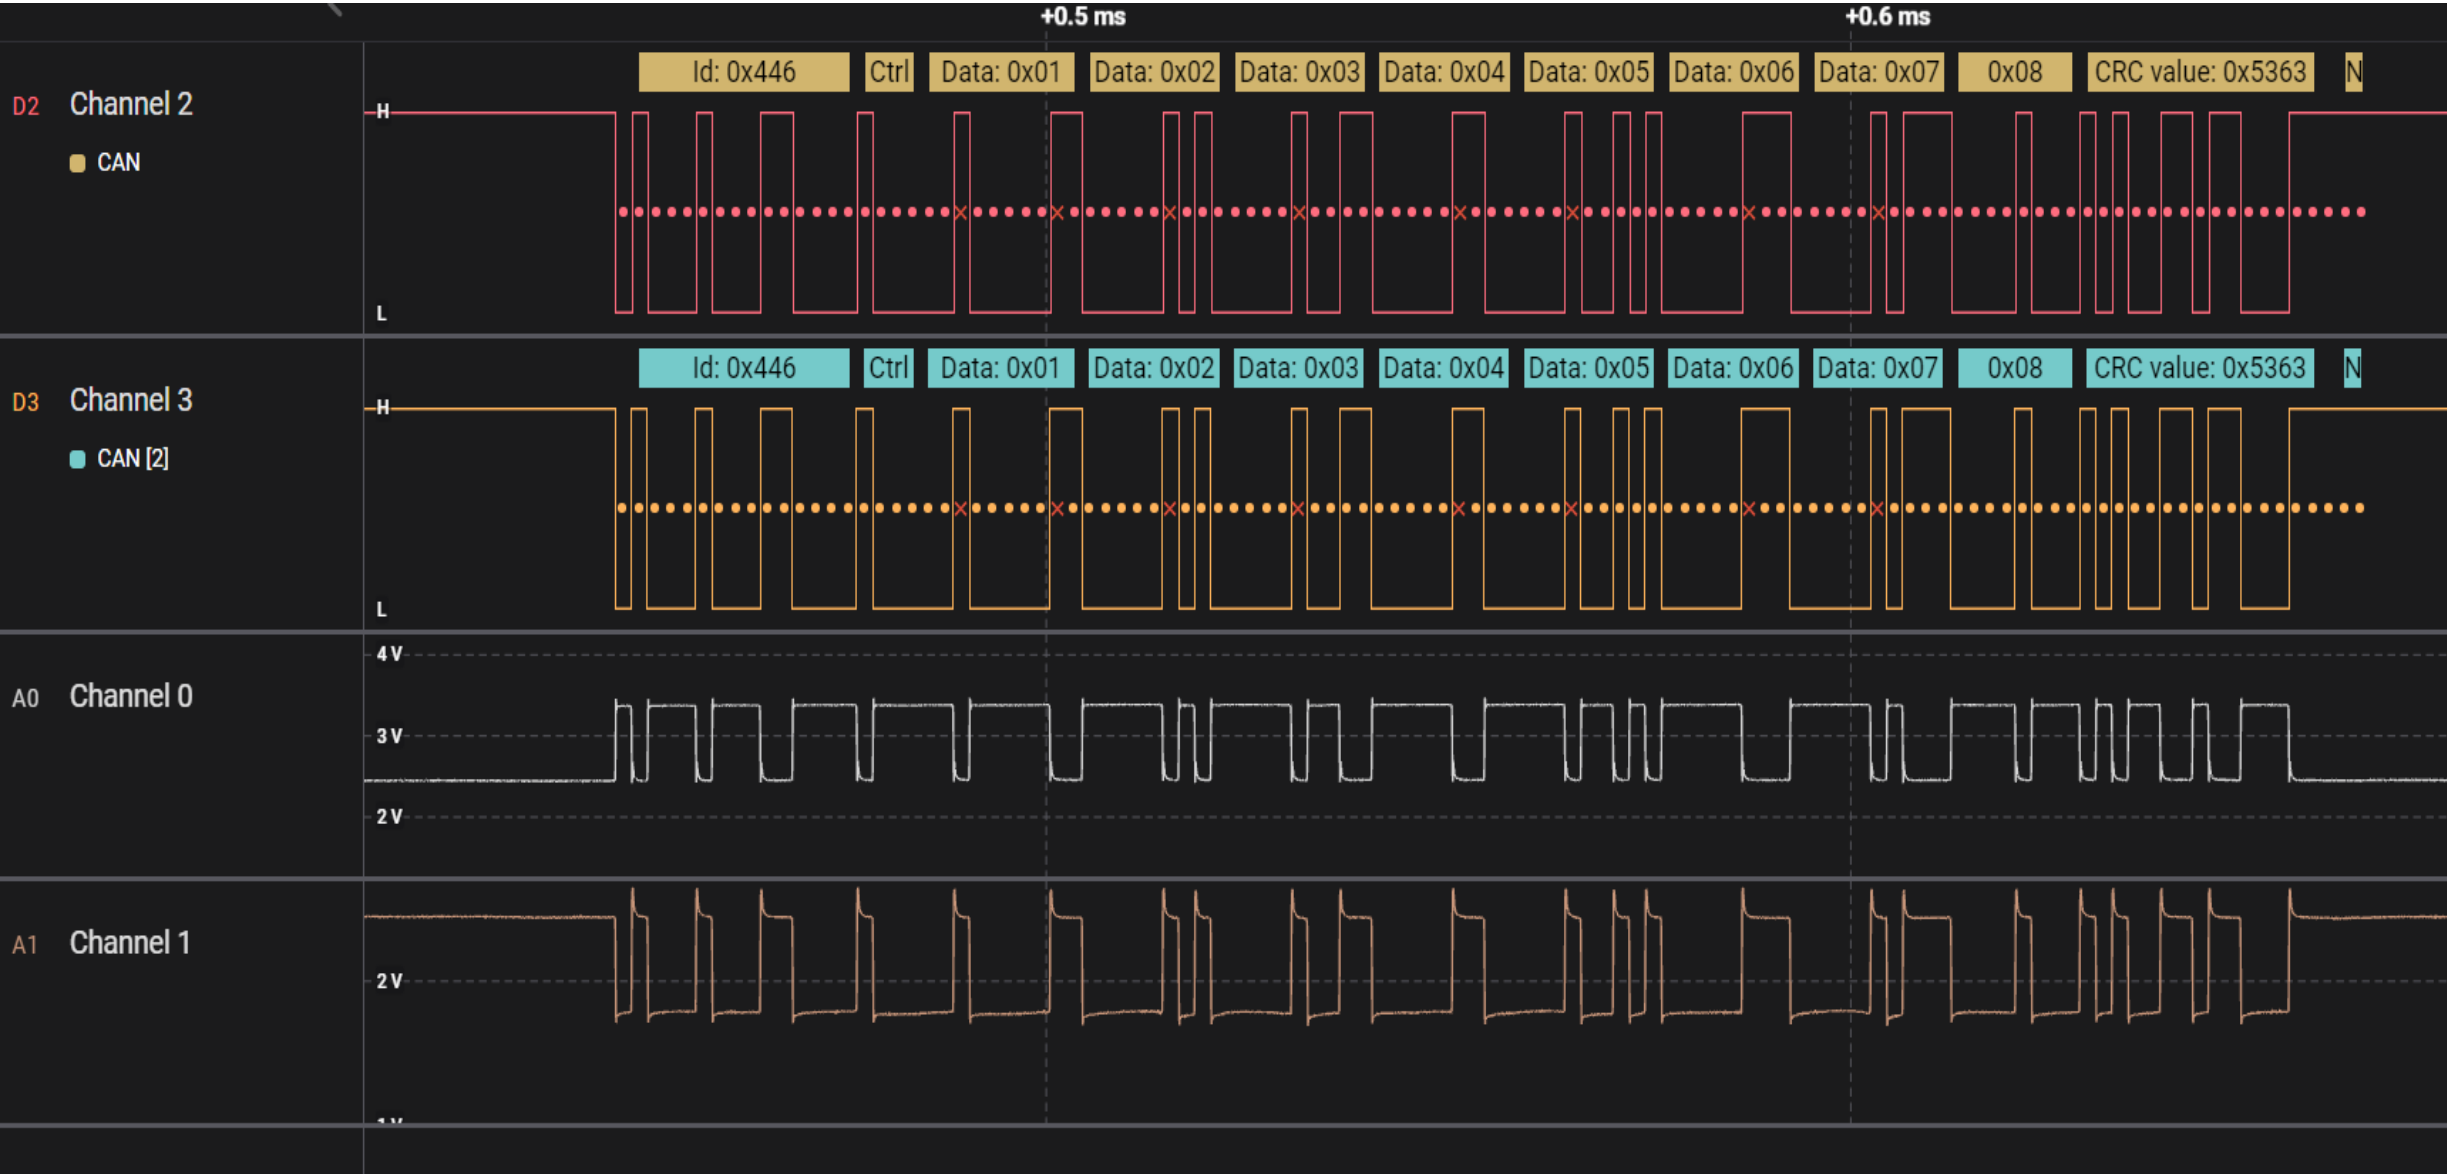 +0.5 ms +0.6 ms
Id: 0x446 Ctrl Data: 0x01 Data: 0x02 Data: 0x03 Data: 0x04 Data: 0x05 Data: 0x06 Data: 0x07 0x08 CRC value: 0x5363 N
D2 Channel 2 H
CAN
L
Id: 0x446 Ctrl Data: 0x01 Data: 0x02 Data: 0x03 Data: 0x04 Data: 0x05 Data: 0x06 Data: 0x07 0x08 CRC value: 0x5363 N
D3 Channel 3 H
CAN [2]
L
4 V
A0 Channel 0
3 V
2 V
A1 Channel 1
2 V